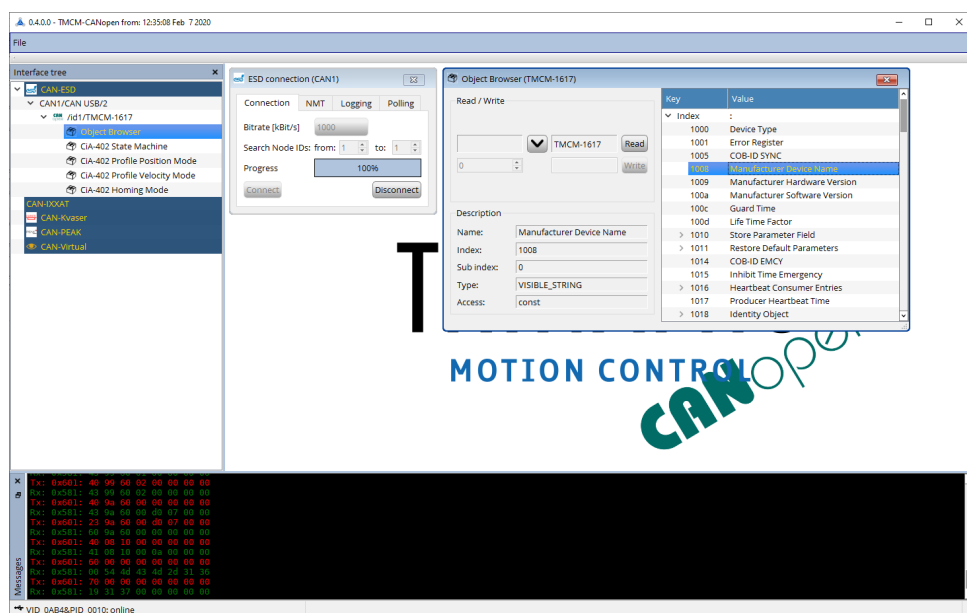 0.4.0.0 - TMCM-CANopen from: 12:35:08 Feb 7 2020
File
Interface tree
CAN-ESD
CAN1/CAN USB/2
/id1/TMCM-1617
Object Browser
CiA-402 State Machine
CiA-402 Profile Position Mode
CiA-402 Profile Velocity Mode
CiA-402 Homing Mode
CAN-IXXAT
CAN-Kvaser
CAN-PEAK
CAN-Virtual
ESD connection (CAN1)
Connection NMT Logging Polling
Bitrate [kBit/s] 1000
Search Node IDs: from: 1 to: 1
Progress 100%
Connect Disconnect
Object Browser (TMCM-1617)
Read / Write
TMCM-1617 Read
0 Write
Description
Name: Manufacturer Device Name
Index: 1008
Sub index: 0
Type: VISIBLE_STRING
Access: const
Key Value
Index :
1000 Device Type
1001 Error Register
1005 COB-ID SYNC
1008 Manufacturer Device Name
1009 Manufacturer Hardware Version
100a Manufacturer Software Version
100c Guard Time
100d Life Time Factor
1010 Store Parameter Field
1011 Restore Default Parameters
1014 COB-ID EMCY
1015 Inhibit Time Emergency
1016 Heartbeat Consumer Entries
1017 Producer Heartbeat Time
1018 Identity Object
T
MOTION CONTROL
CANope
Messages
Tx: 0x601: 40 99 60 02 00 00 00 00
Rx: 0x581: 43 99 60 02 00 00 00 00
Tx: 0x601: 40 9a 60 00 00 00 00 00
Rx: 0x581: 43 9a 60 00 d0 07 00 00
Tx: 0x601: 23 9a 60 00 d0 07 00 00
Rx: 0x581: 60 9a 60 00 00 00 00 00
Tx: 0x601: 40 08 10 00 00 00 00 00
Rx: 0x581: 41 08 10 00 0a 00 00 00
Tx: 0x601: 60 00 00 00 00 00 00 00
Rx: 0x581: 00 54 4d 43 4d 2d 31 36
Tx: 0x601: 70 00 00 00 00 00 00 00
Rx: 0x581: 19 31 37 00 00 00 00 00
VID_0AB4&PID_0010: online